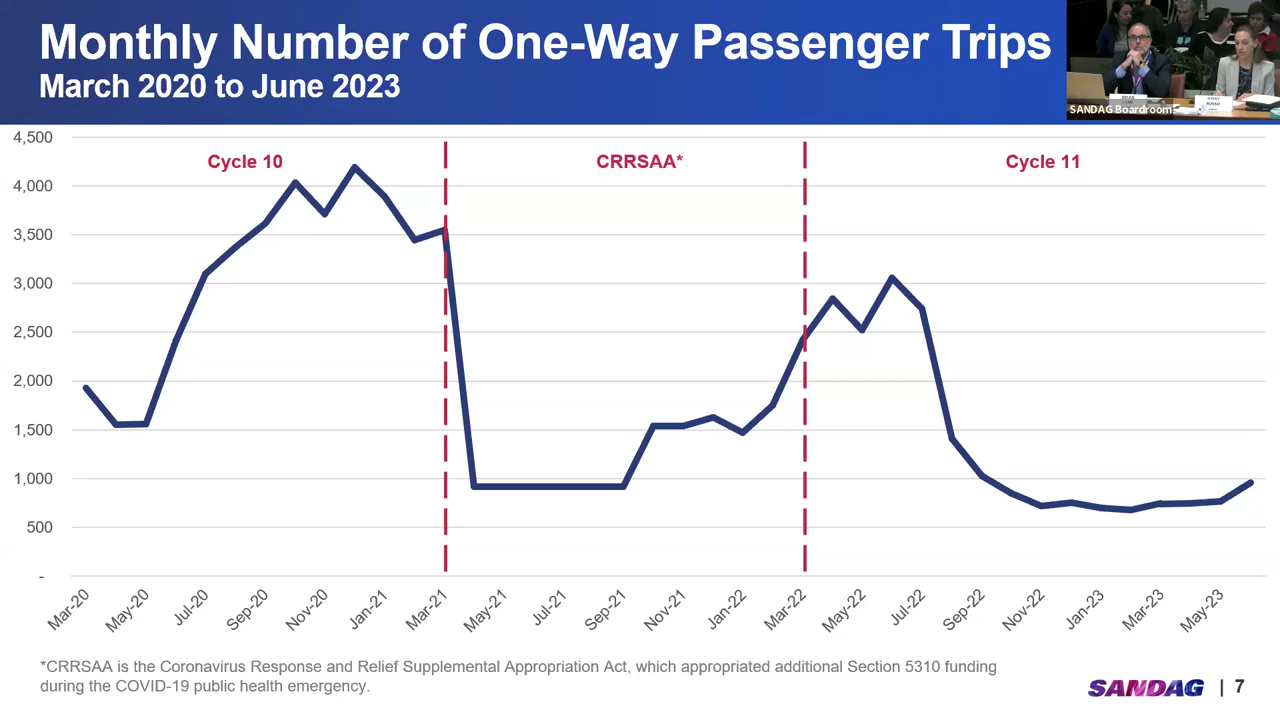 Monthly Number of One-Way Passenger Trips
March 2020 to June 2023
SANDAG Boardroom
4,500
4,000
3,500
3,000
2,500
2,000
1,500
1,000
500
-
Cycle 10
CRRSAA*
Cycle 11
Mar-20
May-20
Jul-20
Sep-20
Nov-20
Jan-21
Mar-21
May-21
Jul-21
Sep-21
Nov-21
Jan-22
Mar-22
May-22
Jul-22
Sep-22
Nov-22
Jan-23
Mar-23
May-23
*CRRSAA is the Coronavirus Response and Relief Supplemental Appropriation Act, which appropriated additional Section 5310 funding
during the COVID-19 public health emergency.
SANDAG | 7